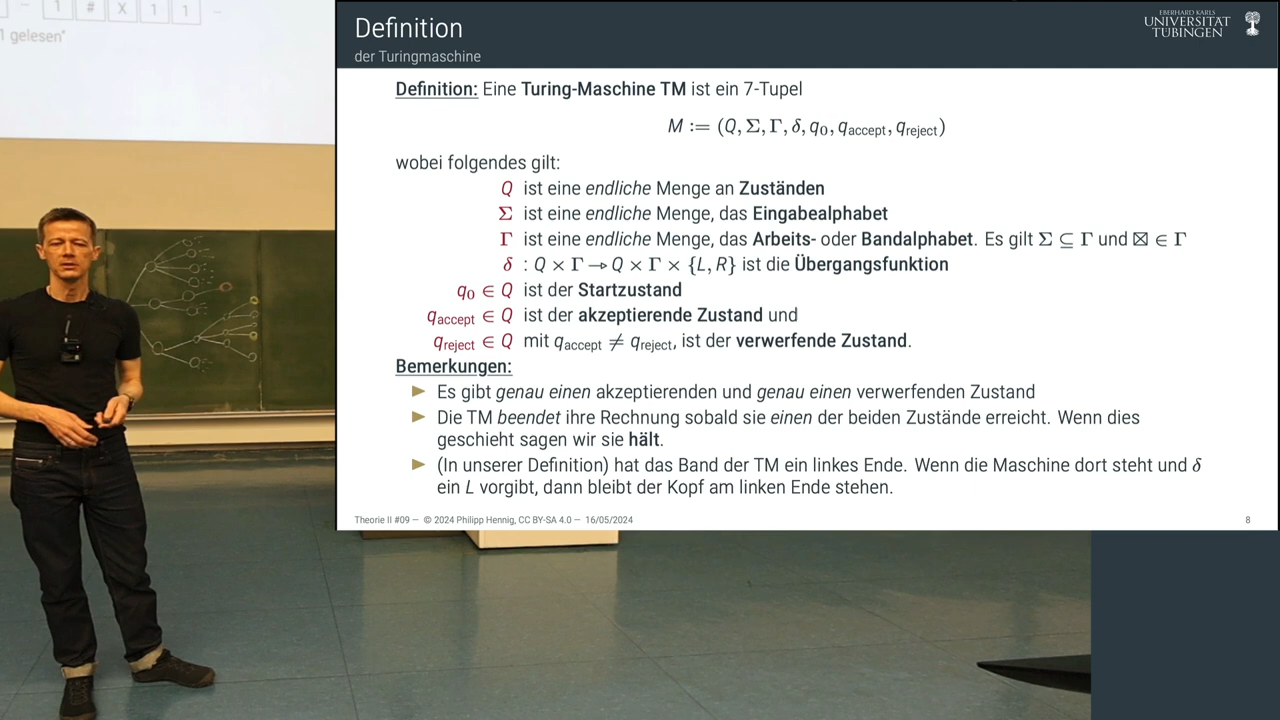 – 1 # X 1 1 –
1 gelesen"
Definition
der Turingmaschine
EBERHARD KARLS
UNIVERSITÄT
TÜBINGEN
Definition: Eine Turing-Maschine TM ist ein 7-Tupel
M := (Q, Σ, Γ, δ, q₀, q_accept, q_reject)
wobei folgendes gilt:
Q ist eine endliche Menge an Zuständen
Σ ist eine endliche Menge, das Eingabealphabet
Γ ist eine endliche Menge, das Arbeits- oder Bandalphabet. Es gilt Σ ⊆ Γ und ⊠ ∈ Γ
δ : Q × Γ → Q × Γ × {L, R} ist die Übergangsfunktion
q₀ ∈ Q ist der Startzustand
q_accept ∈ Q ist der akzeptierende Zustand und
q_reject ∈ Q mit q_accept ≠ q_reject, ist der verwerfende Zustand.
Bemerkungen:
► Es gibt genau einen akzeptierenden und genau einen verwerfenden Zustand
► Die TM beendet ihre Rechnung sobald sie einen der beiden Zustände erreicht. Wenn dies
geschieht sagen wir sie hält.
► (In unserer Definition) hat das Band der TM ein linkes Ende. Wenn die Maschine dort steht und δ
ein L vorgibt, dann bleibt der Kopf am linken Ende stehen.
Theorie II #09 – © 2024 Philipp Hennig, CC BY-SA 4.0 – 16/05/2024 8